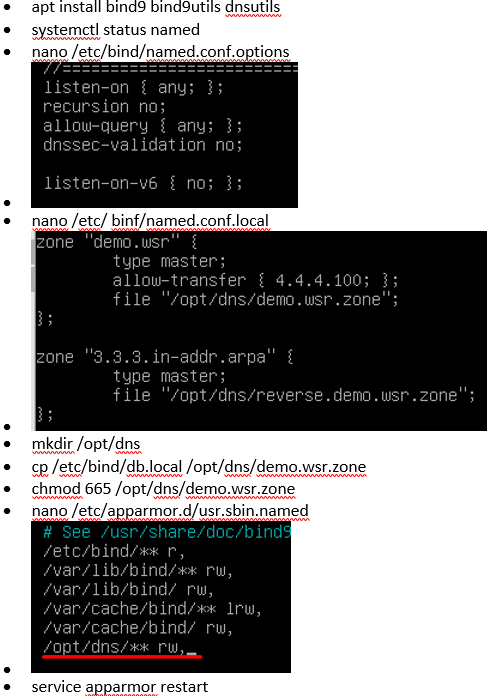 apt install bind9 bind9utils dnsutils
systemctl status named
nano /etc/bind/named.conf.options
//===========================
listen-on { any; };
recursion no;
allow-query { any; };
dnssec-validation no;
listen-on-v6 { no; };
nano /etc/ binf/named.conf.local
zone "demo.wsr" {
type master;
allow-transfer { 4.4.4.100; };
file "/opt/dns/demo.wsr.zone";
};
zone "3.3.3.in-addr.arpa" {
type master;
file "/opt/dns/reverse.demo.wsr.zone";
};
mkdir /opt/dns
cp /etc/bind/db.local /opt/dns/demo.wsr.zone
chmod 665 /opt/dns/demo.wsr.zone
nano /etc/apparmor.d/usr.sbin.named
# See /usr/share/doc/bind9
/etc/bind/** r,
/var/lib/bind/** rw,
/var/lib/bind/ rw,
/var/cache/bind/** lrw,
/var/cache/bind/ rw,
/opt/dns/** rw,_
service apparmor restart